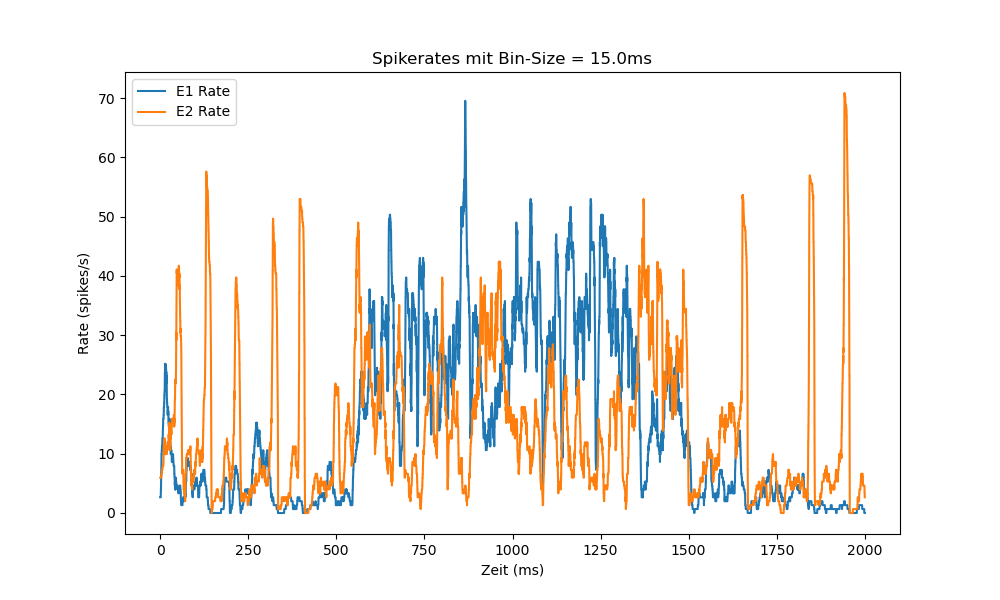 Spikerates mit Bin-Size = 15.0ms
E1 Rate
E2 Rate
Rate (spikes/s)
70
60
50
40
30
20
10
0
0 250 500 750 1000 1250 1500 1750 2000
Zeit (ms)